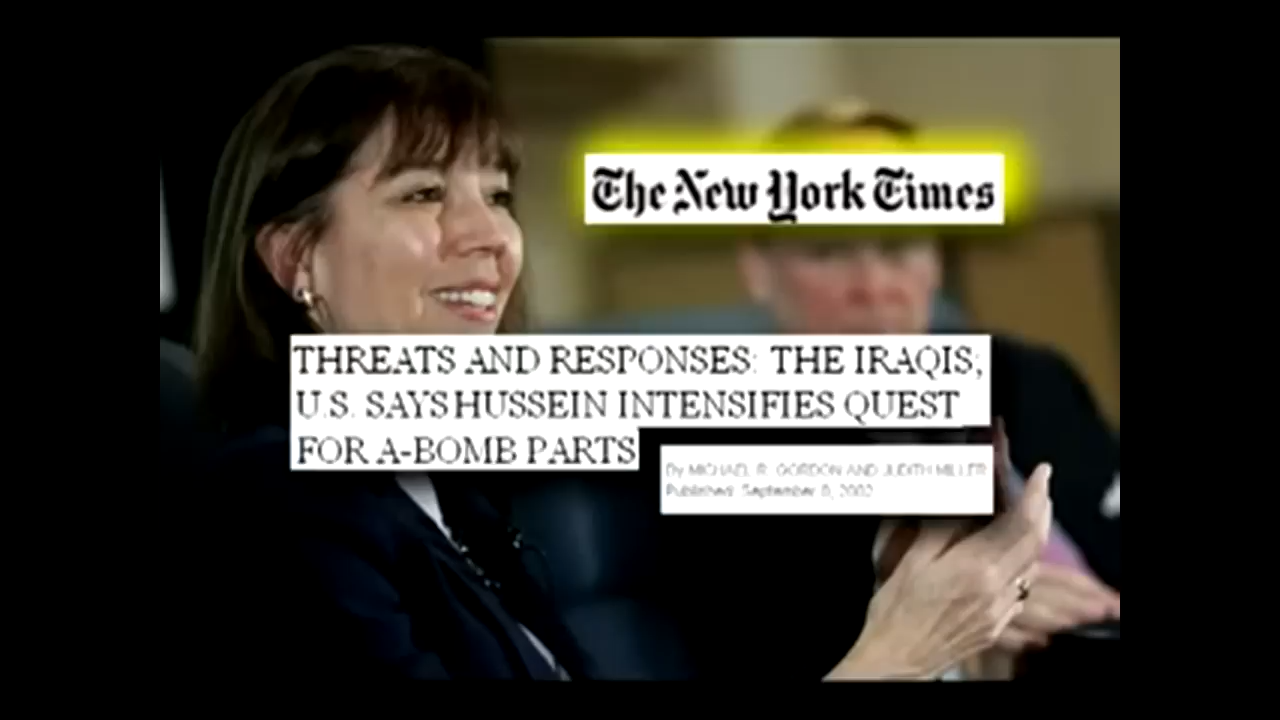 The New York Times
THREATS AND RESPONSES: THE IRAQIS;
U.S. SAYS HUSSEIN INTENSIFIES QUEST
FOR A-BOMB PARTS
By MICHAEL R. GORDON AND JUDITH MILLER
Published: September 8, 2002